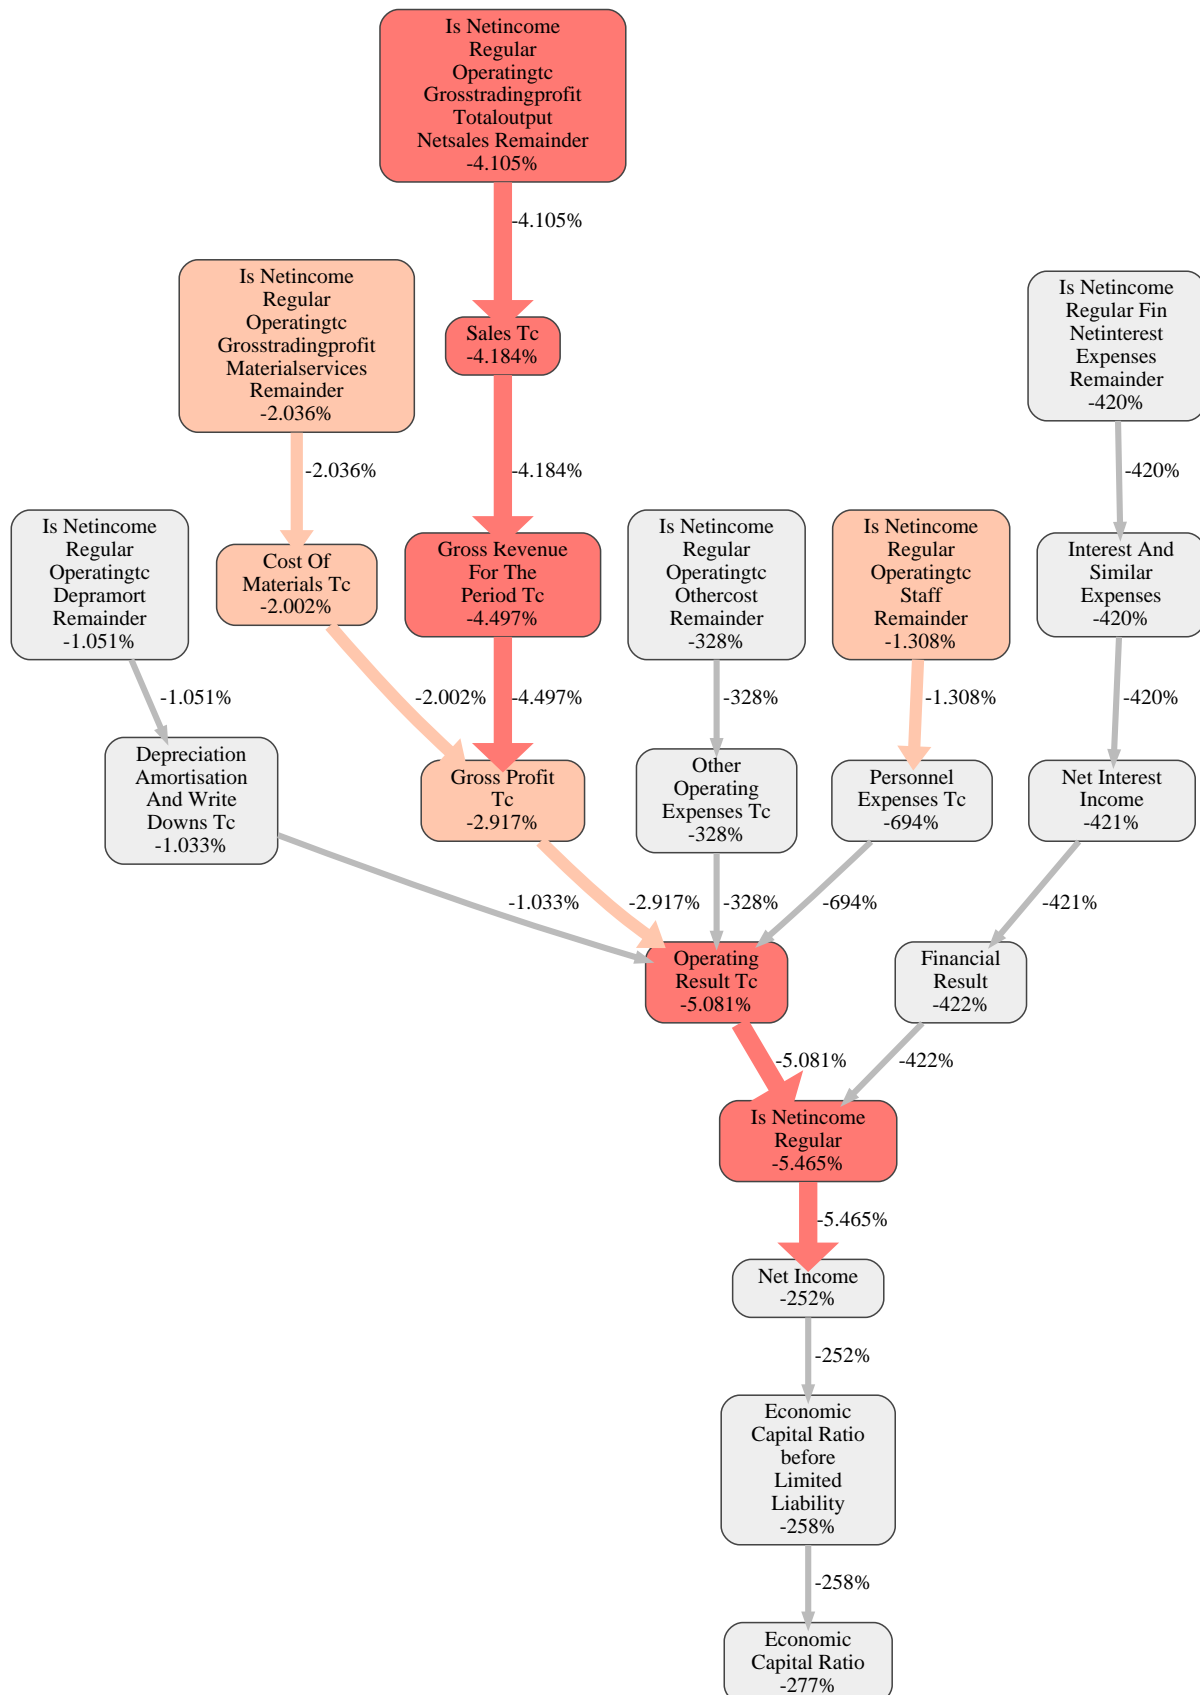 Is Netincome
Regular
Operatingtc
Grosstradingprofit
Totaloutput
Netsales Remainder
-4.105%
-4.105%
Is Netincome
Regular
Operatingtc
Grosstradingprofit
Materialservices
Remainder
-2.036%
Is Netincome
Regular Fin
Netinterest
Expenses
Remainder
-420%
Sales Tc
-4.184%
-2.036%
-4.184%
-420%
Is Netincome
Regular
Operatingtc
Depramort
Remainder
-1.051%
Cost Of
Materials Tc
-2.002%
Gross Revenue
For The
Period Tc
-4.497%
Is Netincome
Regular
Operatingtc
Othercost
Remainder
-328%
Is Netincome
Regular
Operatingtc
Staff
Remainder
-1.308%
Interest And
Similar
Expenses
-420%
-1.051%
-2.002%
-4.497%
-328%
-1.308%
-420%
Depreciation
Amortisation
And Write
Downs Tc
-1.033%
Gross Profit
Tc
-2.917%
Other
Operating
Expenses Tc
-328%
Personnel
Expenses Tc
-694%
Net Interest
Income
-421%
-1.033%
-2.917%
-328%
-694%
-421%
Operating
Result Tc
-5.081%
Financial
Result
-422%
-5.081%
-422%
Is Netincome
Regular
-5.465%
-5.465%
Net Income
-252%
-252%
Economic
Capital Ratio
before
Limited
Liability
-258%
-258%
Economic
Capital Ratio
-277%